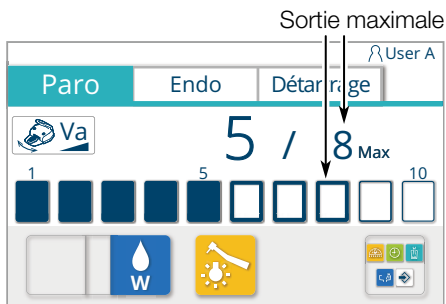 Sortie maximale
User A
Paro Endo Détartrage
Va 5 / 8 Max
1 5 10
W